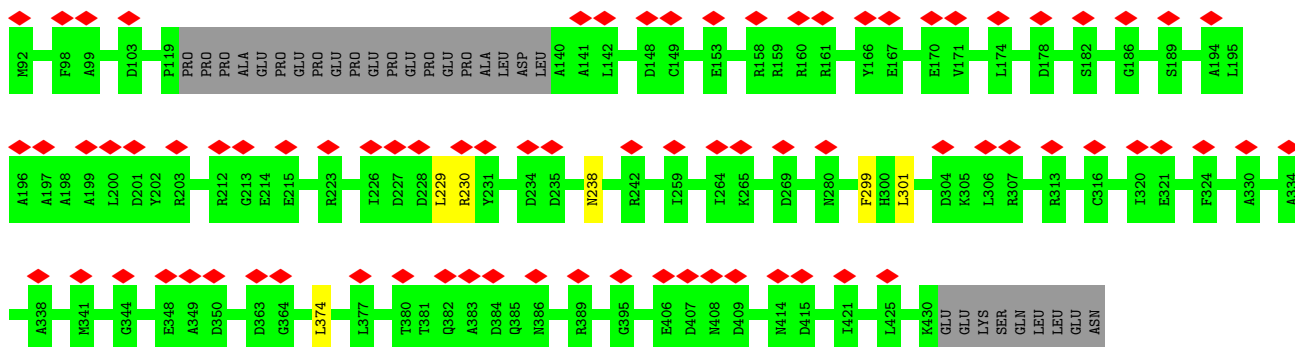 M92 F98 A99 D103 P119 PRO PRO PRO ALA GLU PRO GLU PRO GLU PRO GLU PRO GLU PRO GLU PRO ALA LEU ASP LEU A140 A141 L142 D148 C149 E153 R158 R159 R160 R161 Y166 E167 E170 V171 L174 D178 S182 G186 S189 A194 L195
A196 A197 A198 A199 L200 D201 Y202 R203 R212 G213 E214 E215 R223 I226 D227 D228 L229 R230 Y231 D234 D235 N238 R242 I259 I264 K265 D269 N280 F299 H300 L301 D304 K305 L306 R307 R313 C316 I320 E321 F324 A330 A334
A338 M341 G344 E348 A349 D350 D363 G364 L374 L377 T380 T381 Q382 A383 D384 Q385 N386 R389 G395 E406 D407 N408 D409 N414 D415 I421 L425 K430 GLU GLU LYS SER GLN LEU LEU GLU ASN